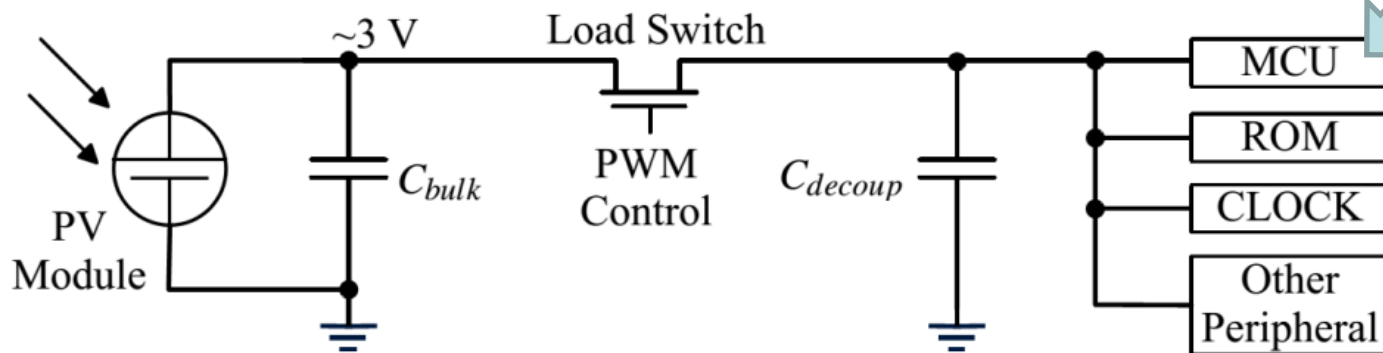 ~3 V
Load Switch
MCU
ROM
CLOCK
Other
Peripheral
C_bulk
PWM
Control
C_decoup
PV
Module